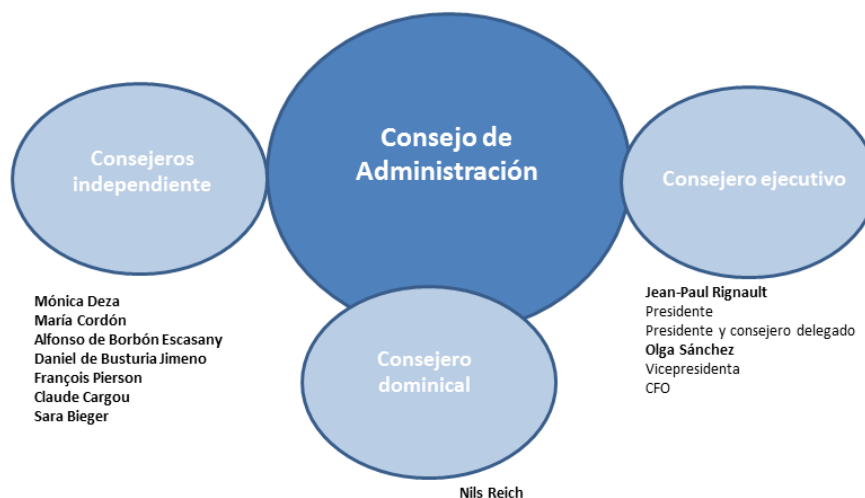 Consejo de
Administración
Consejeros
independiente
Consejero ejecutivo
Mónica Deza
María Cordón
Alfonso de Borbón Escasany
Daniel de Busturia Jimeno
François Pierson
Claude Cargou
Sara Bieger
Jean-Paul Rignault
Presidente
Presidente y consejero delegado
Olga Sánchez
Vicepresidenta
CFO
Consejero
dominical
Nils Reich